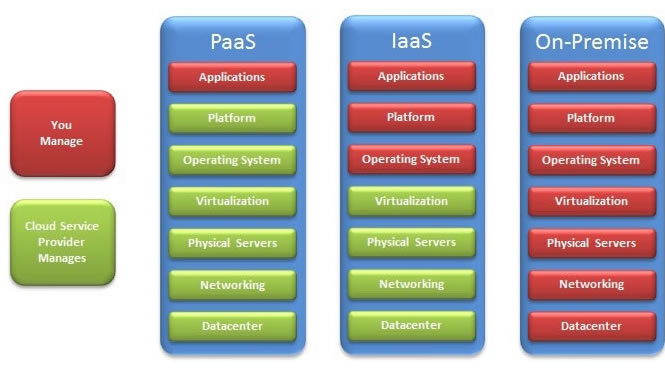 You
Manage
Cloud Service
Provider
Manages
PaaS
Applications
Platform
Operating System
Virtualization
Physical Servers
Networking
Datacenter
IaaS
Applications
Platform
Operating System
Virtualization
Physical Servers
Networking
Datacenter
On-Premise
Applications
Platform
Operating System
Virtualization
Physical Servers
Networking
Datacenter